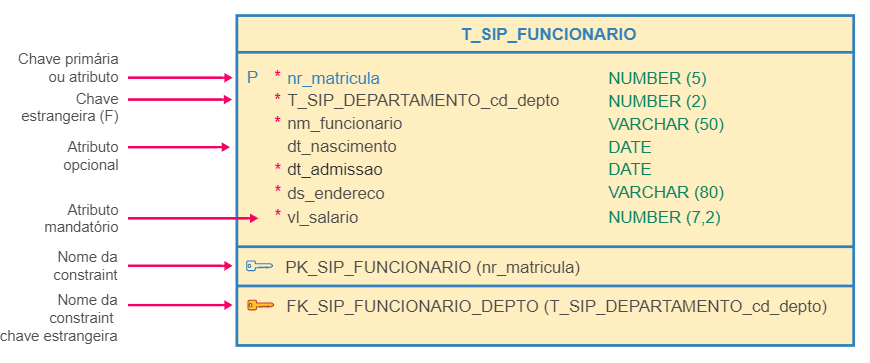 T_SIP_FUNCIONARIO
Chave primária
ou atributo
P * nr_matricula NUMBER (5)
Chave
estrangeira (F)
* T_SIP_DEPARTAMENTO_cd_depto NUMBER (2)
* nm_funcionario VARCHAR (50)
Atributo
opcional
dt_nascimento DATE
* dt_admissao DATE
* ds_endereco VARCHAR (80)
Atributo
mandatório
* vl_salario NUMBER (7,2)
Nome da
constraint
PK_SIP_FUNCIONARIO (nr_matricula)
Nome da
constraint
chave estrangeira
FK_SIP_FUNCIONARIO_DEPTO (T_SIP_DEPARTAMENTO_cd_depto)